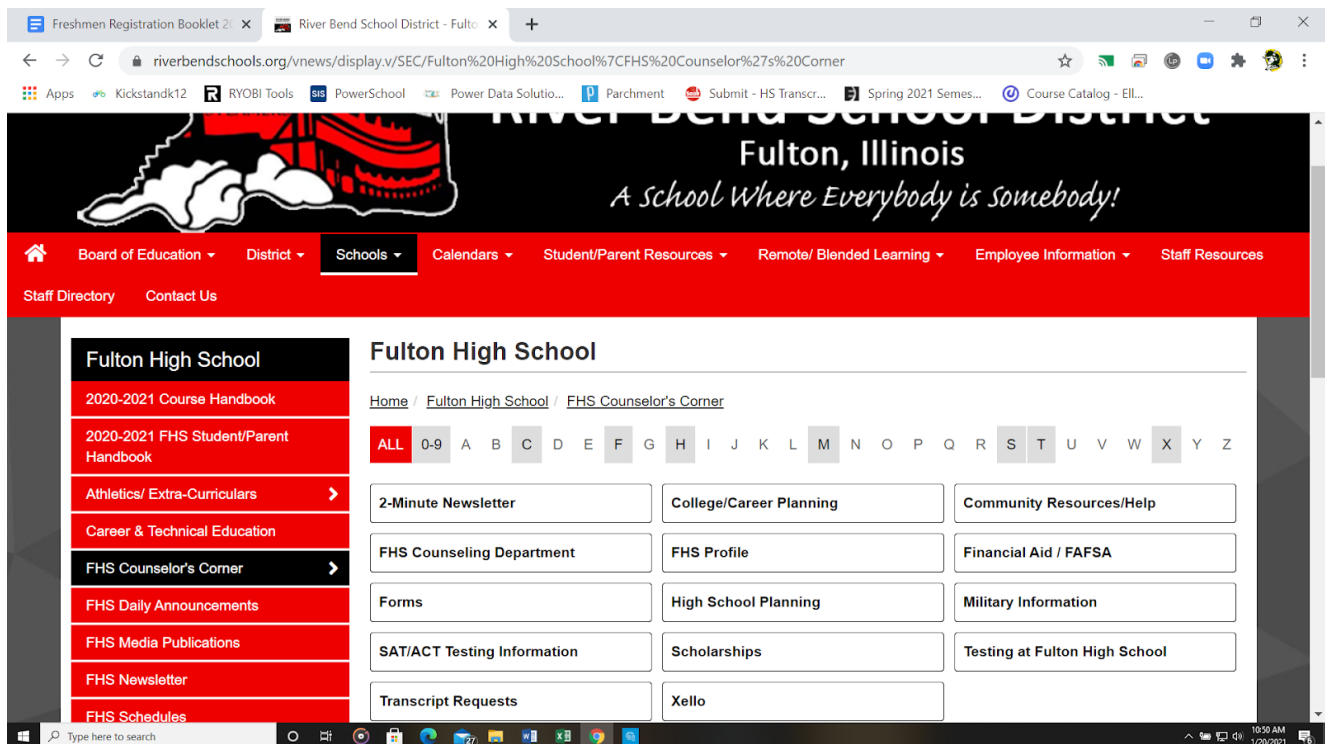 Freshmen Registration Booklet 20
River Bend School District - Fulto
riverbendschools.org/vnews/display.v/SEC/Fulton%20High%20School%7CFHS%20Counselor%27s%20Corner
Apps Kickstandk12 RYOBI Tools SIS PowerSchool Power Data Solutio... Parchment Submit - HS Transcr... Spring 2021 Semes... Course Catalog - Ell...
River Bend School District
Fulton, Illinois
A School Where Everybody is Somebody!
Board of Education District Schools Calendars Student/Parent Resources Remote/ Blended Learning Employee Information Staff Resources
Staff Directory Contact Us
Fulton High School
2020-2021 Course Handbook
2020-2021 FHS Student/Parent
Handbook
Athletics/ Extra-Curriculars
Career & Technical Education
FHS Counselor's Corner
FHS Daily Announcements
FHS Media Publications
FHS Newsletter
FHS Schedules
Fulton High School
Home / Fulton High School / FHS Counselor's Corner
ALL 0-9 A B C D E F G H I J K L M N O P Q R S T U V W X Y Z
2-Minute Newsletter College/Career Planning Community Resources/Help
FHS Counseling Department FHS Profile Financial Aid / FAFSA
Forms High School Planning Military Information
SAT/ACT Testing Information Scholarships Testing at Fulton High School
Transcript Requests Xello
Type here to search
27
10:50 AM
1/20/2021